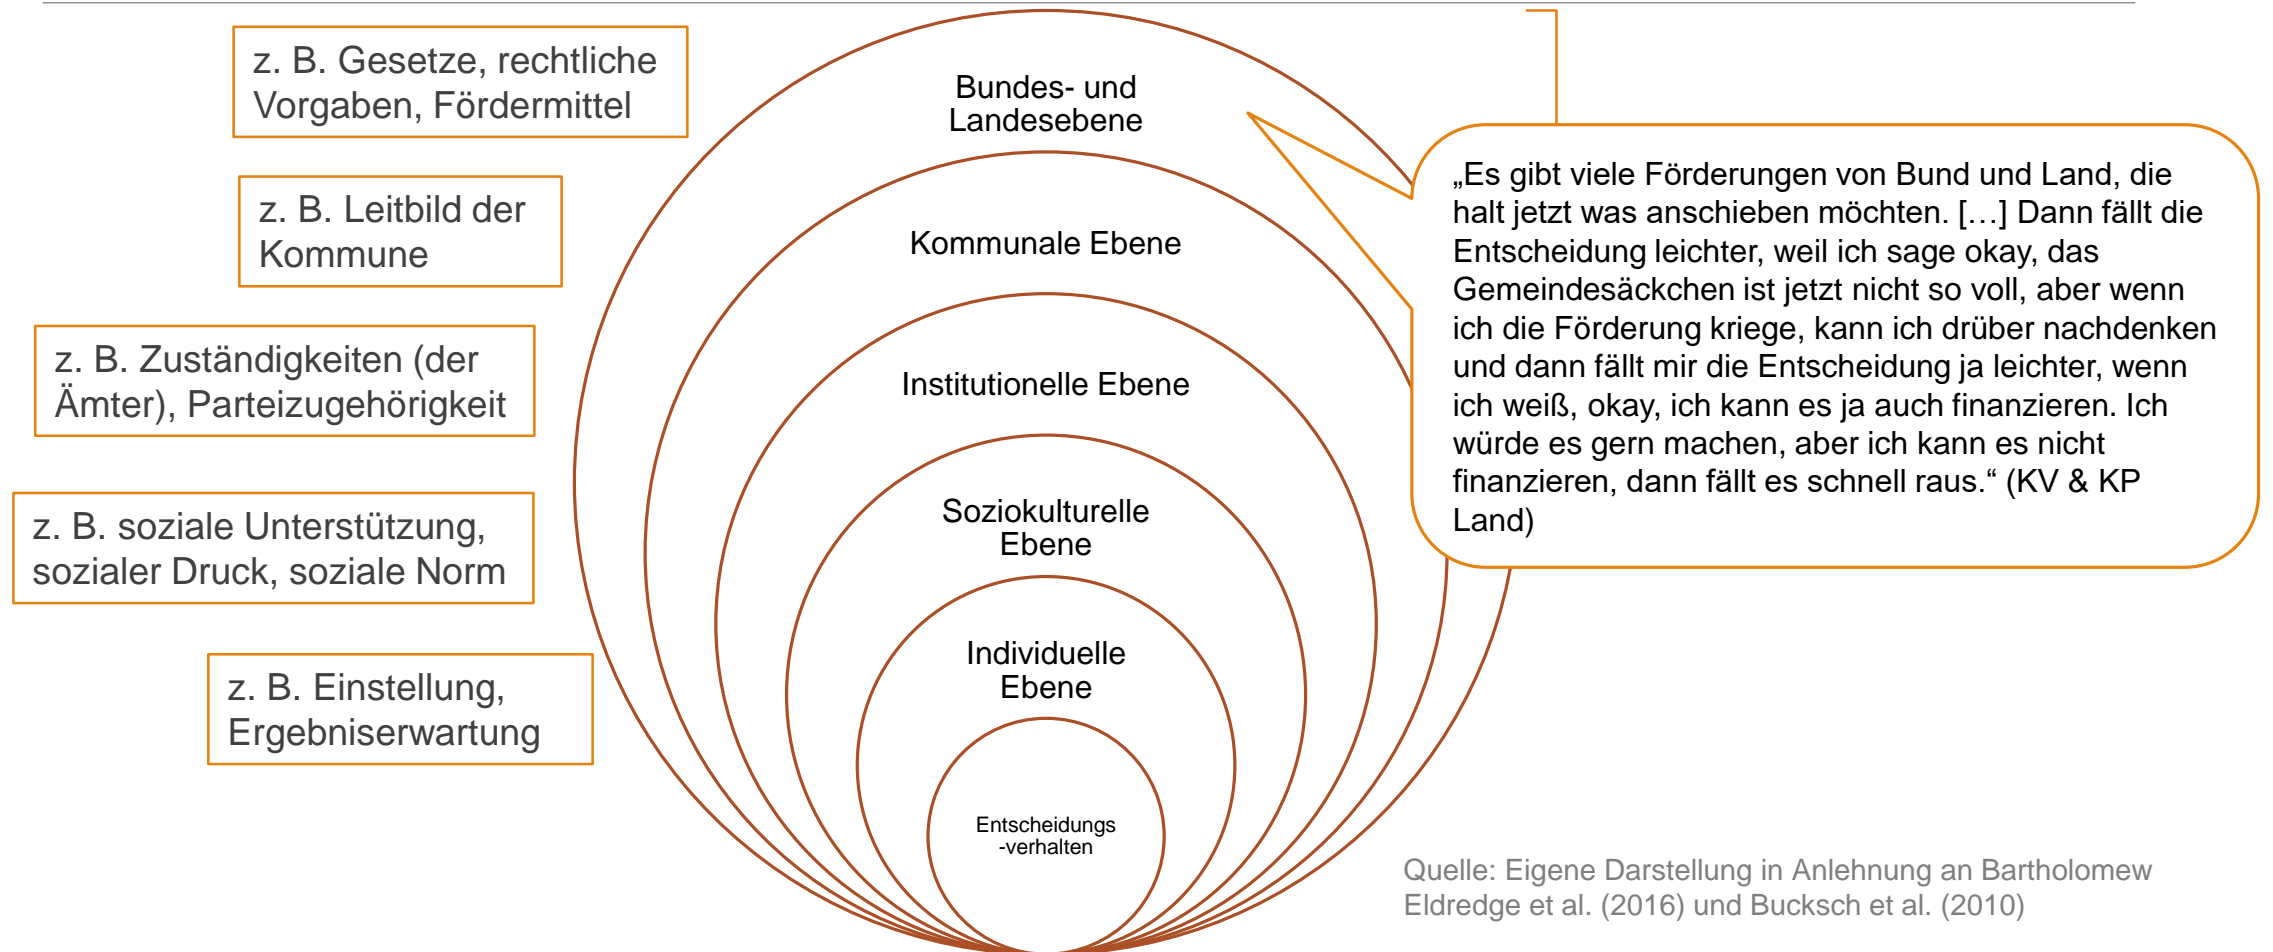 z. B. Gesetze, rechtliche
Vorgaben, Fördermittel
z. B. Leitbild der
Kommune
z. B. Zuständigkeiten (der
Ämter), Parteizugehörigkeit
z. B. soziale Unterstützung,
sozialer Druck, soziale Norm
z. B. Einstellung,
Ergebniserwartung
Bundes- und
Landesebene
Kommunale Ebene
Institutionelle Ebene
Soziokulturelle
Ebene
Individuelle
Ebene
Entscheidungs
-verhalten
„Es gibt viele Förderungen von Bund und Land, die
halt jetzt was anschieben möchten. […] Dann fällt die
Entscheidung leichter, weil ich sage okay, das
Gemeindesäckchen ist jetzt nicht so voll, aber wenn
ich die Förderung kriege, kann ich drüber nachdenken
und dann fällt mir die Entscheidung ja leichter, wenn
ich weiß, okay, ich kann es ja auch finanzieren. Ich
würde es gern machen, aber ich kann es nicht
finanzieren, dann fällt es schnell raus.“ (KV & KP
Land)
Quelle: Eigene Darstellung in Anlehnung an Bartholomew
Eldredge et al. (2016) und Bucksch et al. (2010)